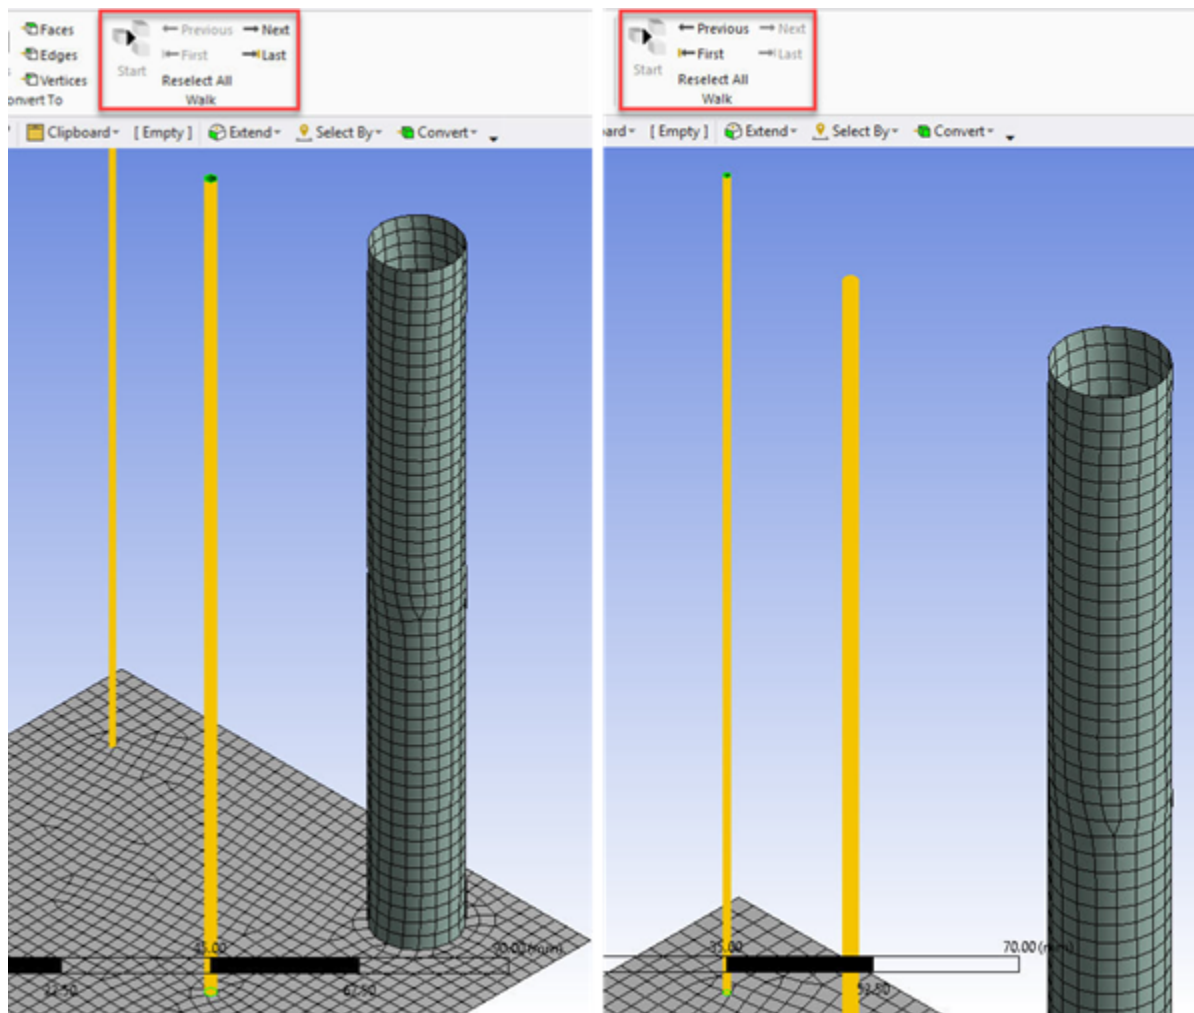 Faces
Edges
Vertices
onvert To
Start
Previous Next
First Last
Reselect All
Walk
Clipboard [ Empty ] Extend Select By Convert
45.00 90.00 (mm)
22.50 67.50
Start
Previous Next
First Last
Reselect All
Walk
ard [ Empty ] Extend Select By Convert
35.00 70.00 (mm)
52.50